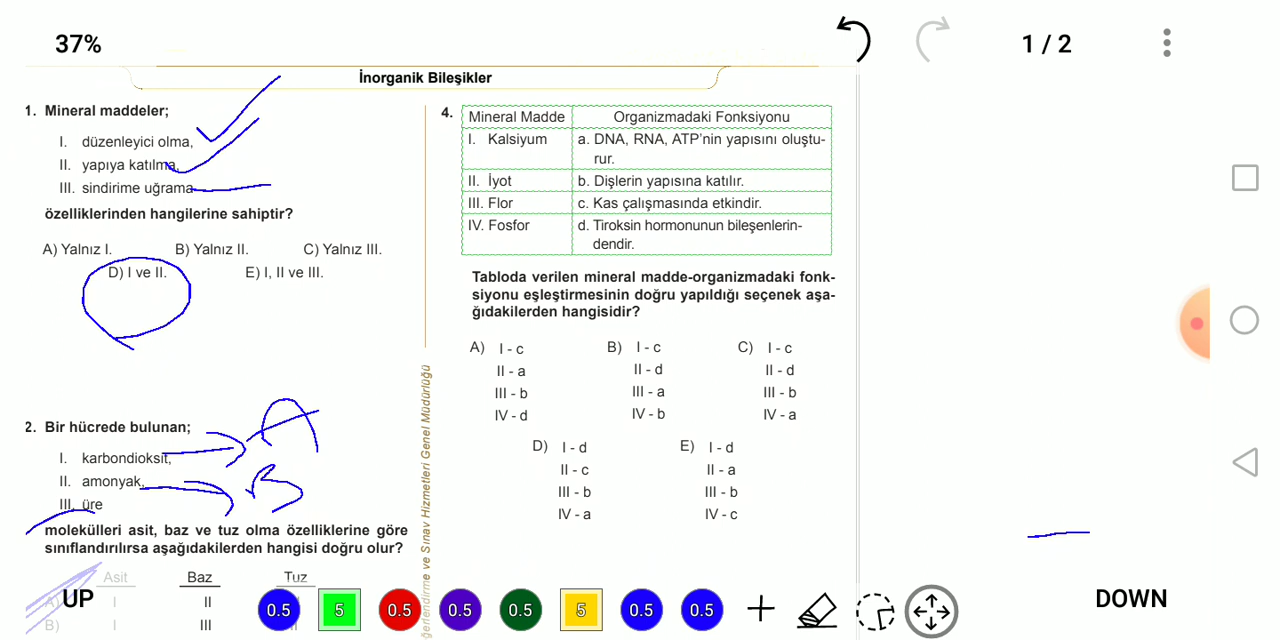 37%
1 / 2
İnorganik Bileşikler
1. Mineral maddeler;
I. düzenleyici olma,
II. yapıya katılma,
III. sindirime uğrama
özelliklerinden hangilerine sahiptir?
A) Yalnız I. B) Yalnız II. C) Yalnız III.
D) I ve II. E) I, II ve III.
2. Bir hücrede bulunan;
I. karbondioksit,
II. amonyak,
III. üre
molekülleri asit, baz ve tuz olma özelliklerine göre
sınıflandırılırsa aşağıdakilerden hangisi doğru olur?
Asit Baz Tuz
A) I II
B) I III
ğerlendirme ve Sınav Hizmetleri Genel Müdürlüğü
4. Mineral Madde Organizmadaki Fonksiyonu
I. Kalsiyum a. DNA, RNA, ATP'nin yapısını oluştu-
rur.
II. İyot b. Dişlerin yapısına katılır.
III. Flor c. Kas çalışmasında etkindir.
IV. Fosfor d. Tiroksin hormonunun bileşenlerin-
dendir.
Tabloda verilen mineral madde-organizmadaki fonk-
siyonu eşleştirmesinin doğru yapıldığı seçenek aşa-
ğıdakilerden hangisidir?
A) I - c B) I - c C) I - c
II - a II - d II - d
III - b III - a III - b
IV - d IV - b IV - a
D) I - d E) I - d
II - c II - a
III - b III - b
IV - a IV - c
UP
0.5 5 0.5 0.5 0.5 5 0.5 0.5
DOWN